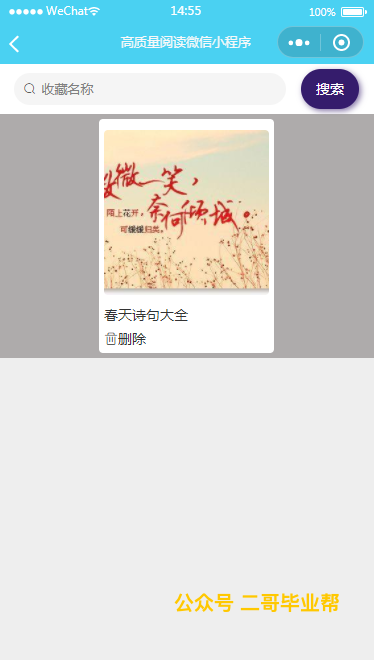 WeChat
14:55
100%
高质量阅读微信小程序
收藏名称
搜索
微微一笑，
奈何倾城。
陌上花开，
可缓缓归矣。
春天诗句大全
删除
公众号 二哥毕业帮